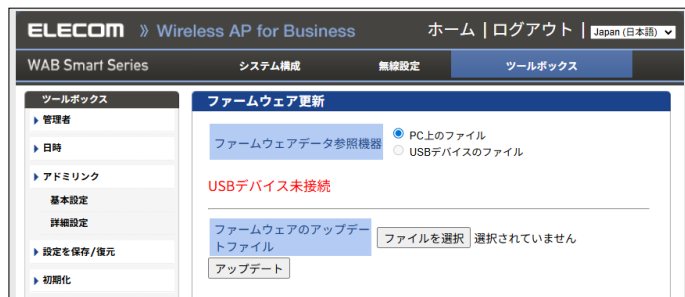 ELECOM » Wireless AP for Business
ホーム | ログアウト | Japan (日本語)
WAB Smart Series
システム構成
無線設定
ツールボックス
ツールボックス
管理者
日時
アドミリンク
基本設定
詳細設定
設定を保存/復元
初期化
ファームウェア更新
ファームウェアデータ参照機器
PC上のファイル
USBデバイスのファイル
USBデバイス未接続
ファームウェアのアップデー
トファイル
ファイルを選択 選択されていません
アップデート